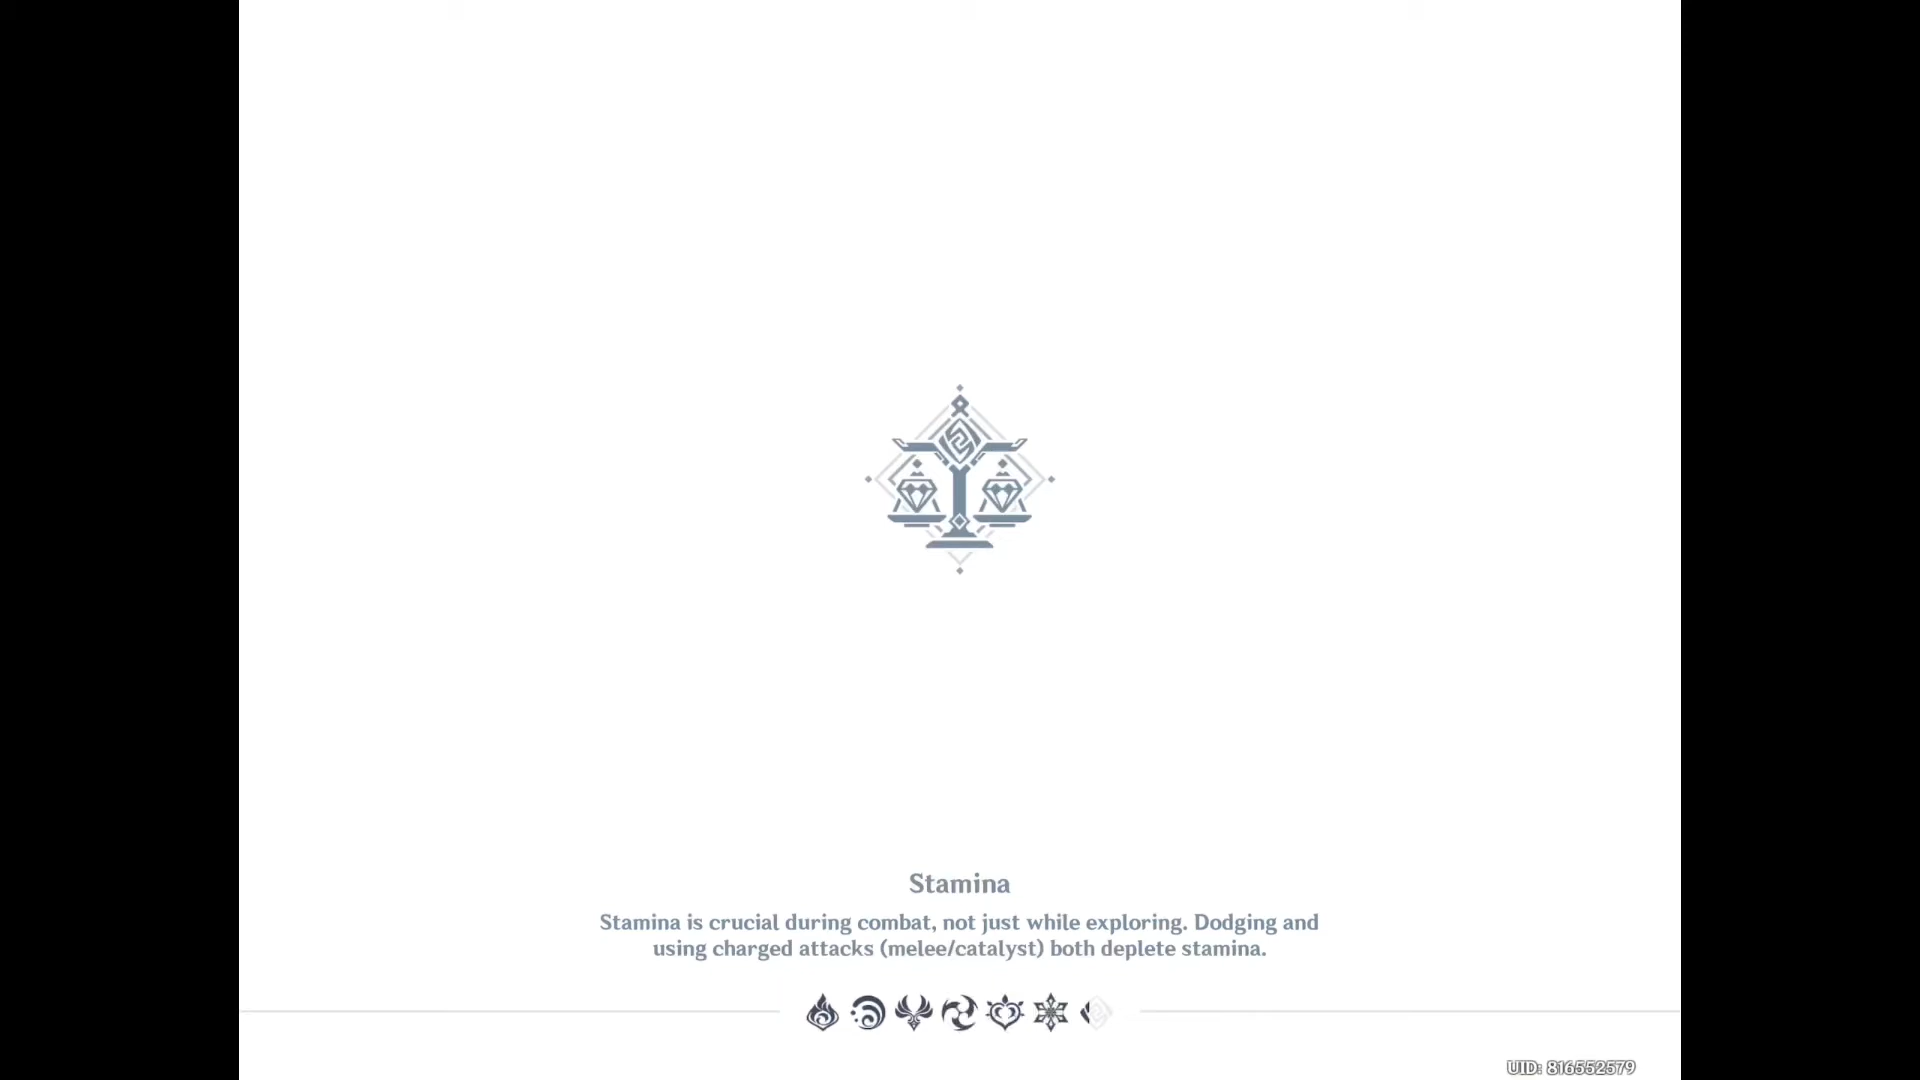 Stamina
Stamina is crucial during combat, not just while exploring. Dodging and
using charged attacks (melee/catalyst) both deplete stamina.
UID: 816552579